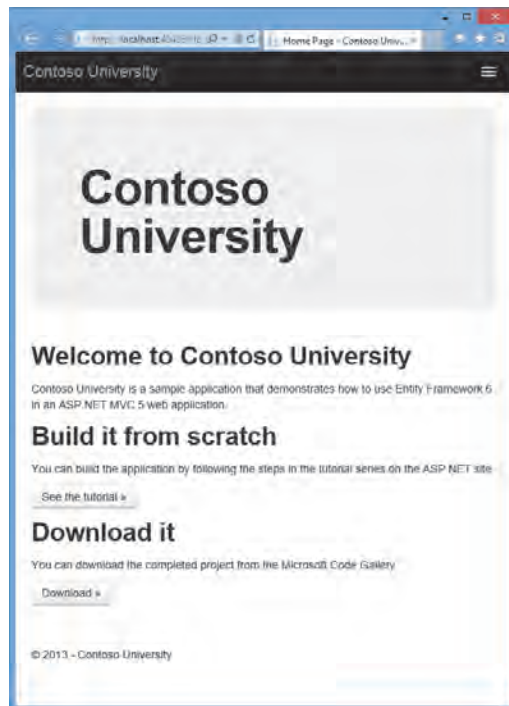 localhost
Home Page - Contoso Univ...
Contoso University
Contoso
University
Welcome to Contoso University
Contoso University is a sample application that demonstrates how to use Entity Framework 6
in an ASP.NET MVC 5 web application.
Build it from scratch
You can build the application by following the steps in the tutorial series on the ASP.NET site
See the tutorial »
Download it
You can download the completed project from the Microsoft Code Gallery
Download »
© 2013 - Contoso University